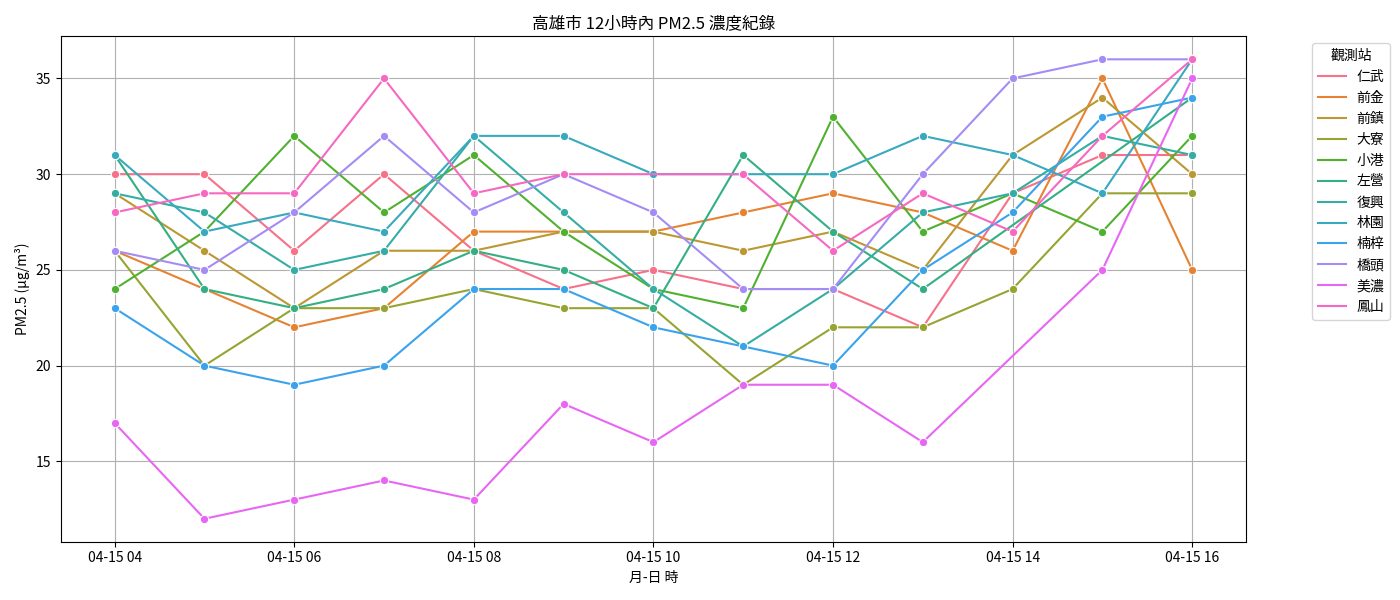 高雄市 12小時內 PM2.5 濃度紀錄
觀測站
仁武
前金
前鎮
大寮
小港
左營
復興
林園
楠梓
橋頭
美濃
鳳山
PM2.5 (μg/m³)
35
30
25
20
15
04-15 04
04-15 06
04-15 08
04-15 10
04-15 12
04-15 14
04-15 16
月-日 時